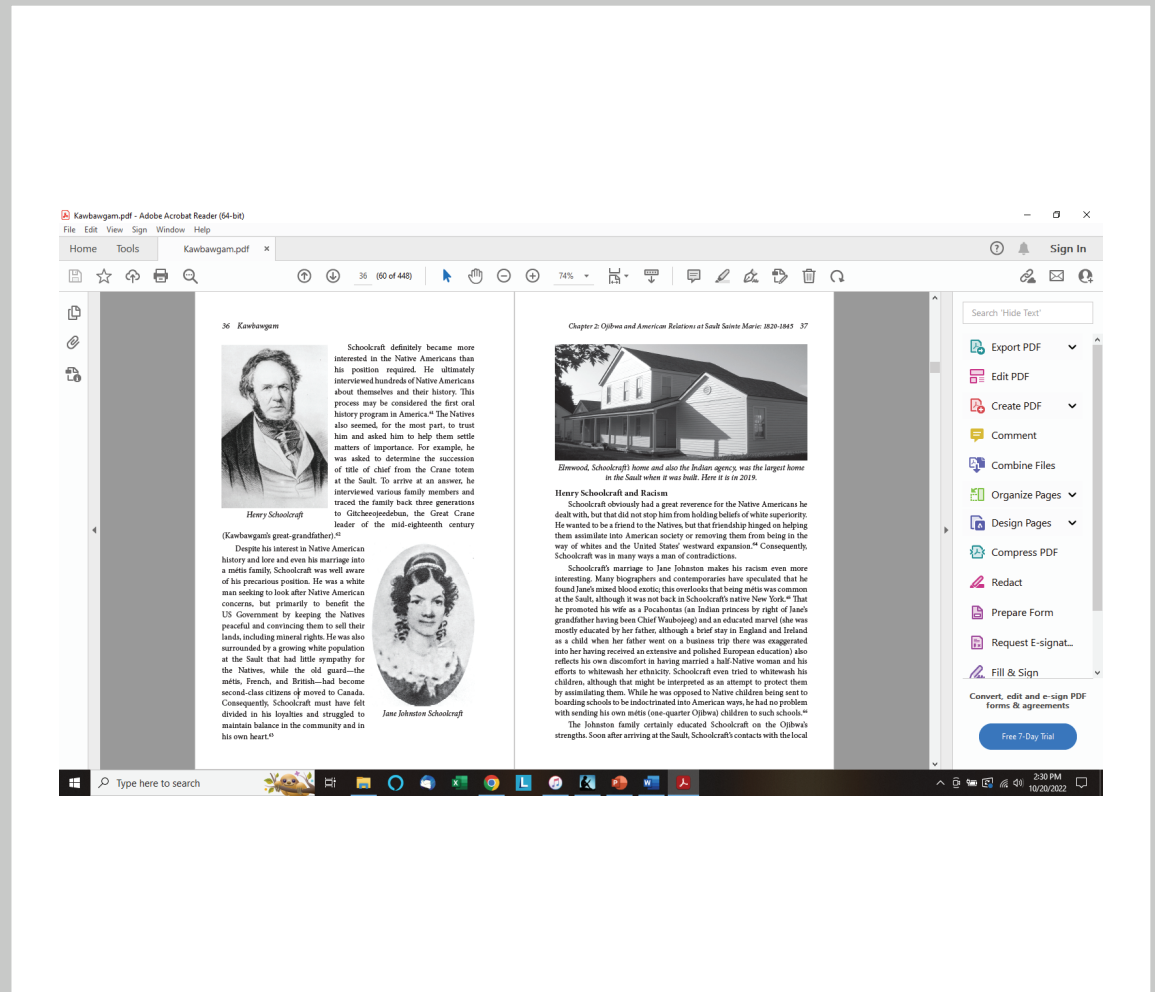 Kawbawgam.pdf - Adobe Acrobat Reader (64-bit)
File Edit View Sign Window Help
Home Tools Kawbawgam.pdf × Sign In
36 (60 of 448) 74%
36 Kawbawgam
Schoolcraft definitely became more
interested in the Native Americans than
his position required. He ultimately
interviewed hundreds of Native Americans
about themselves and their history. This
process may be considered the first oral
history program in America.⁶¹ The Natives
also seemed, for the most part, to trust
him and asked him to help them settle
matters of importance. For example, he
was asked to determine the succession
of title of chief from the Crane totem
at the Sault. To arrive at an answer, he
interviewed various family members and
traced the family back three generations
to Gitcheeojeedebun, the Great Crane
leader of the mid-eighteenth century
(Kawbawgam's great-grandfather).⁶²
Henry Schoolcraft
Despite his interest in Native American
history and lore and even his marriage into
a métis family, Schoolcraft was well aware
of his precarious position. He was a white
man seeking to look after Native American
concerns, but primarily to benefit the
US Government by keeping the Natives
peaceful and convincing them to sell their
lands, including mineral rights. He was also
surrounded by a growing white population
at the Sault that had little sympathy for
the Natives, while the old guard—the
métis, French, and British—had become
second-class citizens or moved to Canada.
Consequently, Schoolcraft must have felt
divided in his loyalties and struggled to
maintain balance in the community and in
his own heart.⁶³
Jane Johnston Schoolcraft
Chapter 2: Ojibwa and American Relations at Sault Sainte Marie: 1820-1845 37
Elmwood, Schoolcraft's home and also the Indian agency, was the largest home
in the Sault when it was built. Here it is in 2019.
Henry Schoolcraft and Racism
Schoolcraft obviously had a great reverence for the Native Americans he
dealt with, but that did not stop him from holding beliefs of white superiority.
He wanted to be a friend to the Natives, but that friendship hinged on helping
them assimilate into American society or removing them from being in the
way of whites and the United States' westward expansion.⁶⁴ Consequently,
Schoolcraft was in many ways a man of contradictions.
Schoolcraft's marriage to Jane Johnston makes his racism even more
interesting. Many biographers and contemporaries have speculated that he
found Jane's mixed blood exotic; this overlooks that being métis was common
at the Sault, although it was not back in Schoolcraft's native New York.⁶⁵ That
he promoted his wife as a Pocahontas (an Indian princess by right of Jane's
grandfather having been Chief Waubojeeg) and an educated marvel (she was
mostly educated by her father, although a brief stay in England and Ireland
as a child when her father went on a business trip there was exaggerated
into her having received an extensive and polished European education) also
reflects his own discomfort in having married a half-Native woman and his
efforts to whitewash her ethnicity. Schoolcraft even tried to whitewash his
children, although that might be interpreted as an attempt to protect them
by assimilating them. While he was opposed to Native children being sent to
boarding schools to be indoctrinated into American ways, he had no problem
with sending his own métis (one-quarter Ojibwa) children to such schools.⁶⁶
The Johnston family certainly educated Schoolcraft on the Ojibwa's
strengths. Soon after arriving at the Sault, Schoolcraft's contacts with the local
Search 'Hide Text'
Export PDF
Edit PDF
Create PDF
Comment
Combine Files
Organize Pages
Design Pages
Compress PDF
Redact
Prepare Form
Request E-signat...
Fill & Sign
Convert, edit and e-sign PDF
forms & agreements
Free 7-Day Trial
Type here to search
2:30 PM
10/20/2022